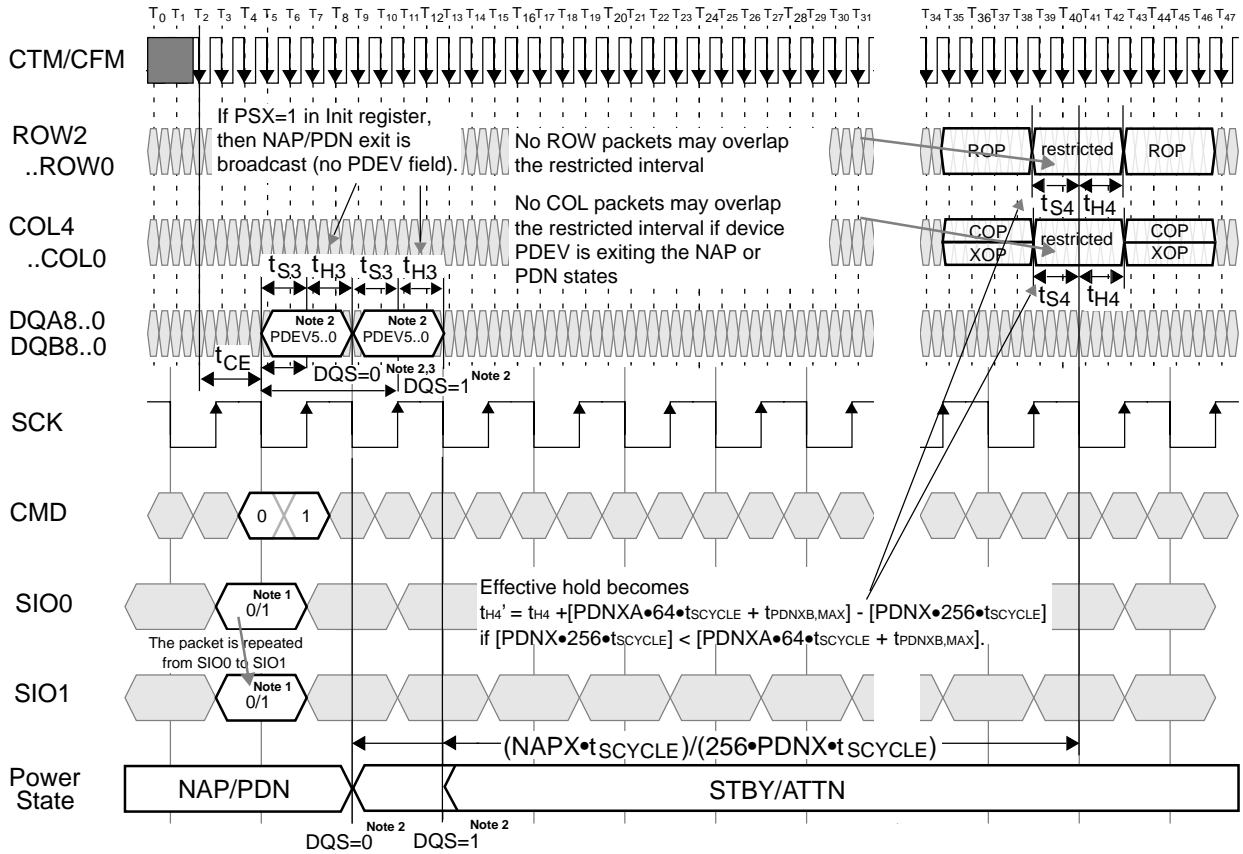 T0 T1 T2 T3 T4 T5 T6 T7 T8 T9 T10 T11 T12 T13 T14 T15 T16 T17 T18 T19 T20 T21 T22 T23 T24 T25 T26 T27 T28 T29 T30 T31 T34 T35 T36 T37 T38 T39 T40 T41 T42 T43 T44 T45 T46 T47
CTM/CFM
If PSX=1 in Init register,
then NAP/PDN exit is
broadcast (no PDEV field).
ROW2
..ROW0
No ROW packets may overlap
the restricted interval
ROP restricted ROP
tS4 tH4
COL4
..COL0
No COL packets may overlap
the restricted interval if device
PDEV is exiting the NAP or
PDN states
COP restricted COP
XOP XOP
tS4 tH4
tS3 tH3 tS3 tH3
DQA8..0
DQB8..0
Note 2 Note 2
PDEV5..0 PDEV5..0
tCE
DQS=0 Note 2,3 DQS=1 Note 2
SCK
CMD
0 1
SIO0
Note 1
0/1
Effective hold becomes
tH4' = tH4 +[PDNXA•64•tSCYCLE + tPDNXB,MAX] - [PDNX•256•tSCYCLE]
if [PDNX•256•tSCYCLE] < [PDNXA•64•tSCYCLE + tPDNXB,MAX].
The packet is repeated
from SIO0 to SIO1
SIO1
Note 1
0/1
(NAPX•tSCYCLE)/(256•PDNX•tSCYCLE)
Power
State
NAP/PDN STBY/ATTN
DQS=0 Note 2 DQS=1 Note 2